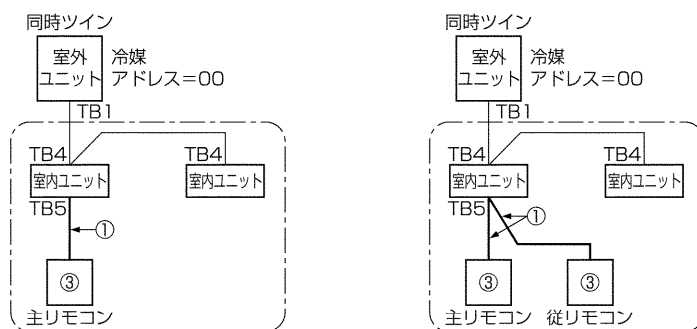 同時ツイン
室外
ユニット
冷媒
アドレス=00
TB1
TB4
TB4
室内ユニット
室内ユニット
TB5
①
③
主リモコン
同時ツイン
室外
ユニット
冷媒
アドレス=00
TB1
TB4
TB4
室内ユニット
室内ユニット
TB5
①
③
③
主リモコン
従リモコン